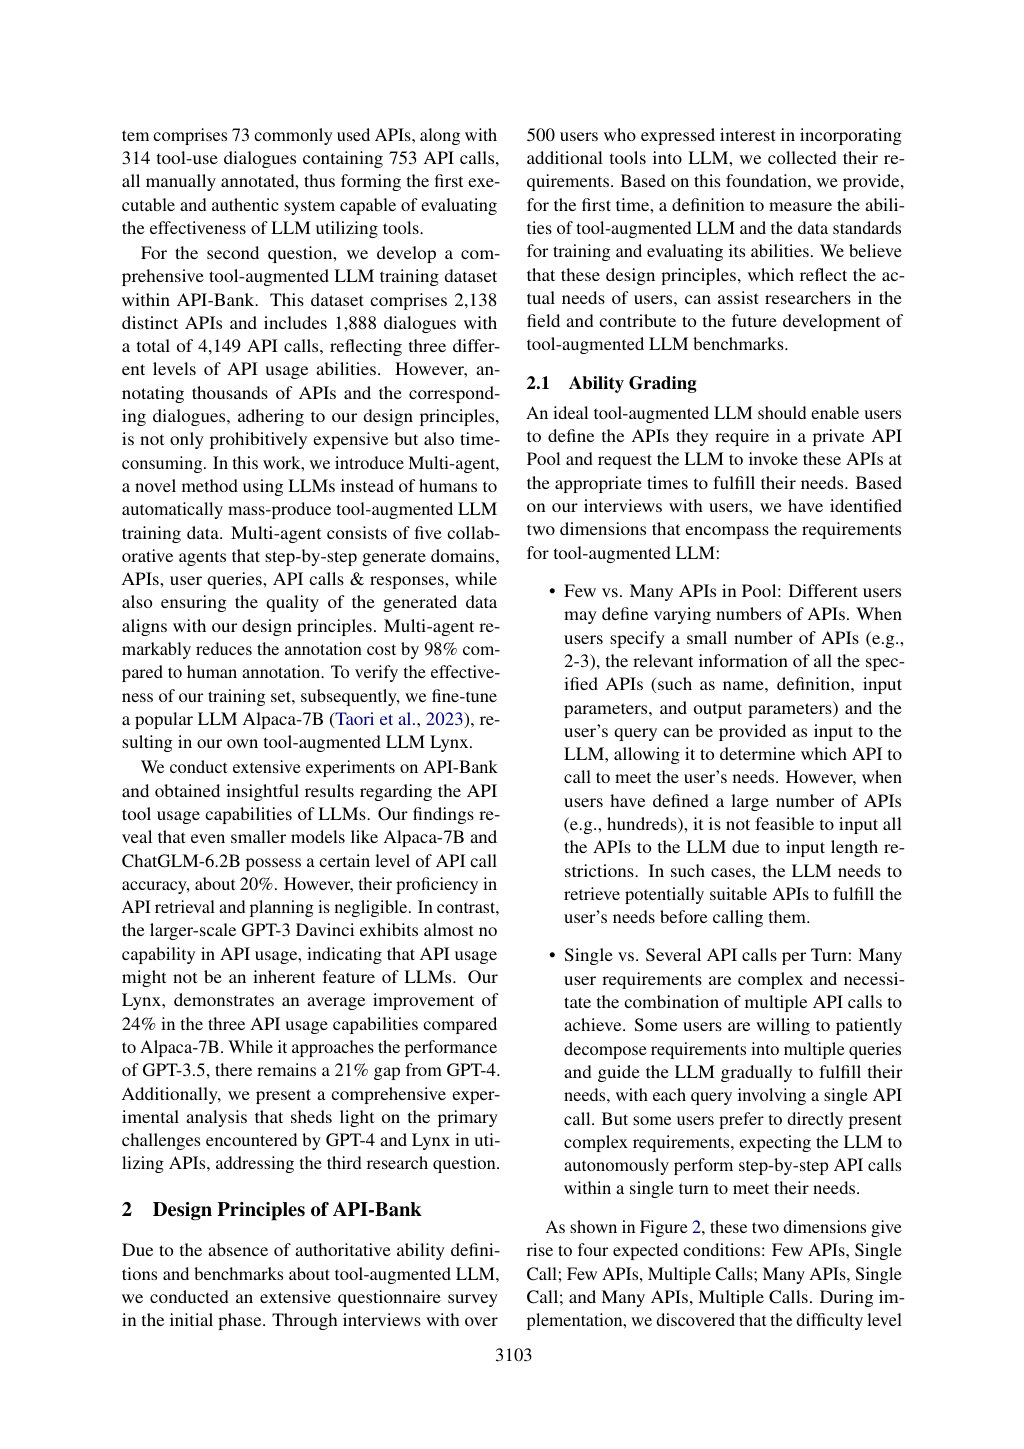 tem comprises 73 commonly used APIs, along with
314 tool-use dialogues containing 753 API calls,
all manually annotated, thus forming the first exe-
cutable and authentic system capable of evaluating
the effectiveness of LLM utilizing tools.
For the second question, we develop a com-
prehensive tool-augmented LLM training dataset
within API-Bank. This dataset comprises 2,138
distinct APIs and includes 1,888 dialogues with
a total of 4,149 API calls, reflecting three differ-
ent levels of API usage abilities. However, an-
notating thousands of APIs and the correspond-
ing dialogues, adhering to our design principles,
is not only prohibitively expensive but also time-
consuming. In this work, we introduce Multi-agent,
a novel method using LLMs instead of humans to
automatically mass-produce tool-augmented LLM
training data. Multi-agent consists of five collab-
orative agents that step-by-step generate domains,
APIs, user queries, API calls & responses, while
also ensuring the quality of the generated data
aligns with our design principles. Multi-agent re-
markably reduces the annotation cost by 98% com-
pared to human annotation. To verify the effective-
ness of our training set, subsequently, we fine-tune
a popular LLM Alpaca-7B (Taori et al., 2023), re-
sulting in our own tool-augmented LLM Lynx.
We conduct extensive experiments on API-Bank
and obtained insightful results regarding the API
tool usage capabilities of LLMs. Our findings re-
veal that even smaller models like Alpaca-7B and
ChatGLM-6.2B possess a certain level of API call
accuracy, about 20%. However, their proficiency in
API retrieval and planning is negligible. In contrast,
the larger-scale GPT-3 Davinci exhibits almost no
capability in API usage, indicating that API usage
might not be an inherent feature of LLMs. Our
Lynx, demonstrates an average improvement of
24% in the three API usage capabilities compared
to Alpaca-7B. While it approaches the performance
of GPT-3.5, there remains a 21% gap from GPT-4.
Additionally, we present a comprehensive exper-
imental analysis that sheds light on the primary
challenges encountered by GPT-4 and Lynx in uti-
lizing APIs, addressing the third research question.
2 Design Principles of API-Bank
Due to the absence of authoritative ability defini-
tions and benchmarks about tool-augmented LLM,
we conducted an extensive questionnaire survey
in the initial phase. Through interviews with over
500 users who expressed interest in incorporating
additional tools into LLM, we collected their re-
quirements. Based on this foundation, we provide,
for the first time, a definition to measure the abili-
ties of tool-augmented LLM and the data standards
for training and evaluating its abilities. We believe
that these design principles, which reflect the ac-
tual needs of users, can assist researchers in the
field and contribute to the future development of
tool-augmented LLM benchmarks.
2.1 Ability Grading
An ideal tool-augmented LLM should enable users
to define the APIs they require in a private API
Pool and request the LLM to invoke these APIs at
the appropriate times to fulfill their needs. Based
on our interviews with users, we have identified
two dimensions that encompass the requirements
for tool-augmented LLM:
• Few vs. Many APIs in Pool: Different users
may define varying numbers of APIs. When
users specify a small number of APIs (e.g.,
2-3), the relevant information of all the spec-
ified APIs (such as name, definition, input
parameters, and output parameters) and the
user's query can be provided as input to the
LLM, allowing it to determine which API to
call to meet the user's needs. However, when
users have defined a large number of APIs
(e.g., hundreds), it is not feasible to input all
the APIs to the LLM due to input length re-
strictions. In such cases, the LLM needs to
retrieve potentially suitable APIs to fulfill the
user's needs before calling them.
• Single vs. Several API calls per Turn: Many
user requirements are complex and necessi-
tate the combination of multiple API calls to
achieve. Some users are willing to patiently
decompose requirements into multiple queries
and guide the LLM gradually to fulfill their
needs, with each query involving a single API
call. But some users prefer to directly present
complex requirements, expecting the LLM to
autonomously perform step-by-step API calls
within a single turn to meet their needs.
As shown in Figure 2, these two dimensions give
rise to four expected conditions: Few APIs, Single
Call; Few APIs, Multiple Calls; Many APIs, Single
Call; and Many APIs, Multiple Calls. During im-
plementation, we discovered that the difficulty level
3103